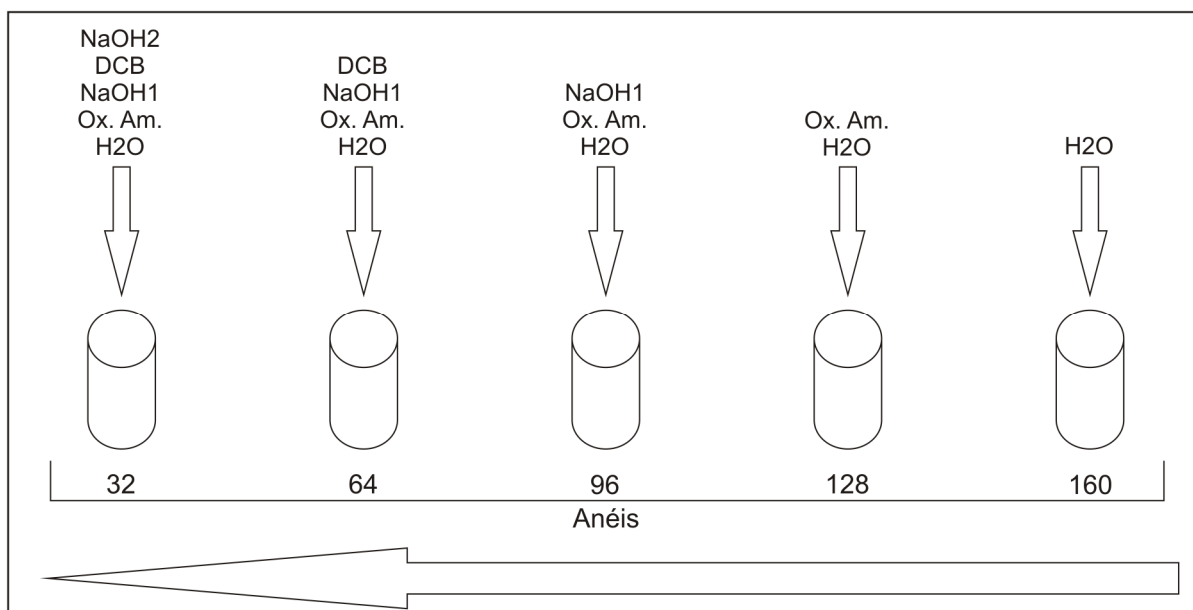 NaOH2
DCB
NaOH1
Ox. Am.
H2O
DCB
NaOH1
Ox. Am.
H2O
NaOH1
Ox. Am.
H2O
Ox. Am.
H2O
H2O
32
64
96
128
160
Anéis